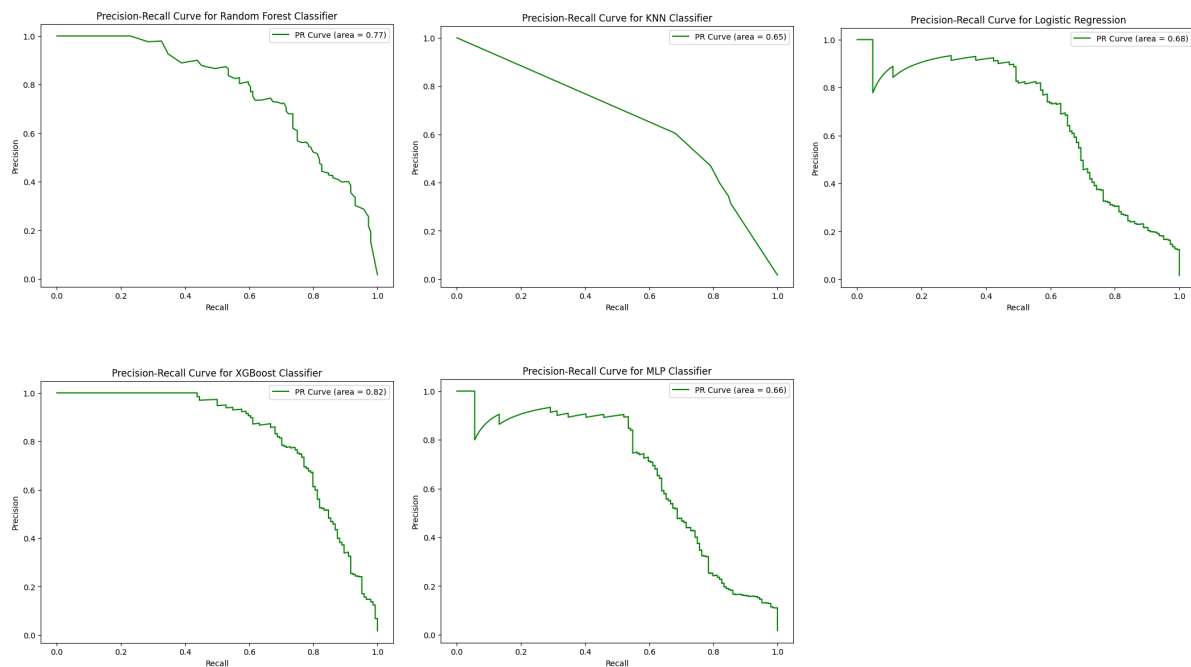 Precision-Recall Curve for Random Forest Classifier
PR Curve (area = 0.77)
1.0
0.8
0.6
0.4
0.2
0.0
Precision
0.0 0.2 0.4 0.6 0.8 1.0
Recall
Precision-Recall Curve for KNN Classifier
PR Curve (area = 0.65)
1.0
0.8
0.6
0.4
0.2
0.0
Precision
0.0 0.2 0.4 0.6 0.8 1.0
Recall
Precision-Recall Curve for Logistic Regression
PR Curve (area = 0.68)
1.0
0.8
0.6
0.4
0.2
0.0
Precision
0.0 0.2 0.4 0.6 0.8 1.0
Recall
Precision-Recall Curve for XGBoost Classifier
PR Curve (area = 0.82)
1.0
0.8
0.6
0.4
0.2
0.0
Precision
0.0 0.2 0.4 0.6 0.8 1.0
Recall
Precision-Recall Curve for MLP Classifier
PR Curve (area = 0.66)
1.0
0.8
0.6
0.4
0.2
0.0
Precision
0.0 0.2 0.4 0.6 0.8 1.0
Recall